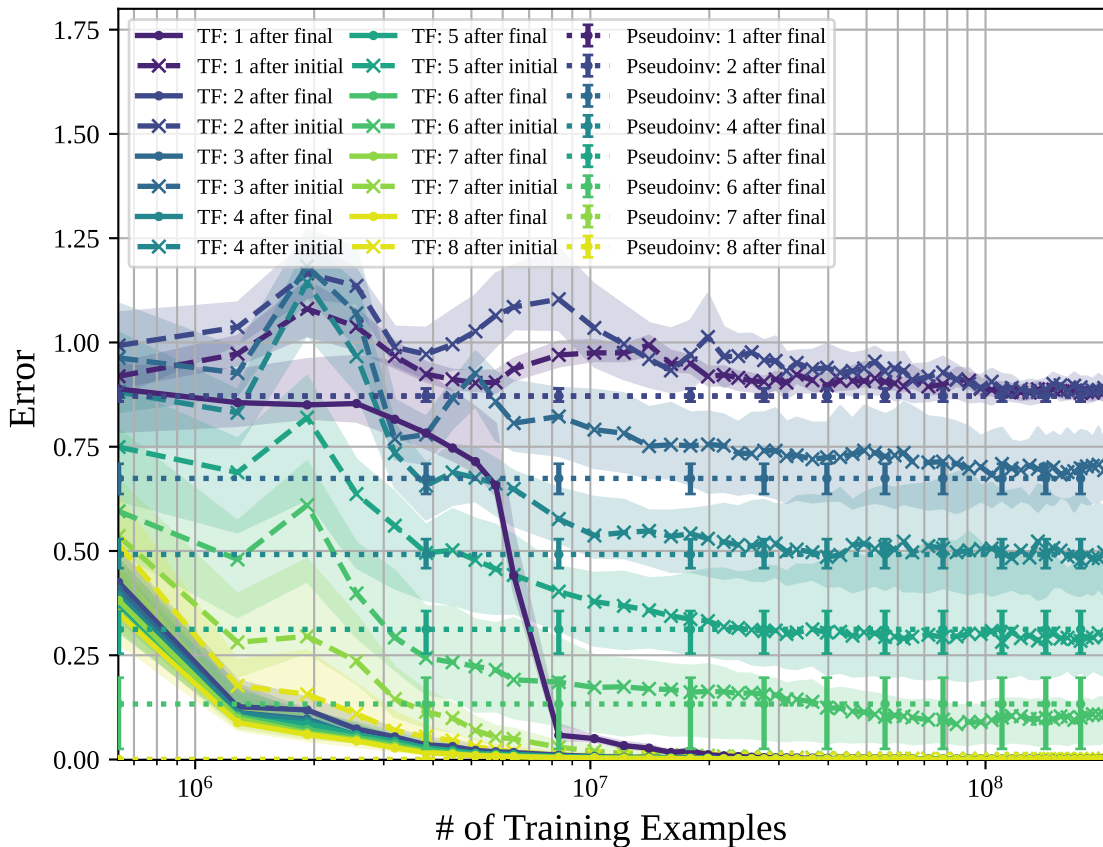 1.75
1.50
1.25
1.00
0.75
0.50
0.25
0.00
Error
TF: 1 after final
TF: 1 after initial
TF: 2 after final
TF: 2 after initial
TF: 3 after final
TF: 3 after initial
TF: 4 after final
TF: 4 after initial
TF: 5 after final
TF: 5 after initial
TF: 6 after final
TF: 6 after initial
TF: 7 after final
TF: 7 after initial
TF: 8 after final
TF: 8 after initial
Pseudoinv: 1 after final
Pseudoinv: 2 after final
Pseudoinv: 3 after final
Pseudoinv: 4 after final
Pseudoinv: 5 after final
Pseudoinv: 6 after final
Pseudoinv: 7 after final
Pseudoinv: 8 after final
10⁶
10⁷
10⁸
# of Training Examples